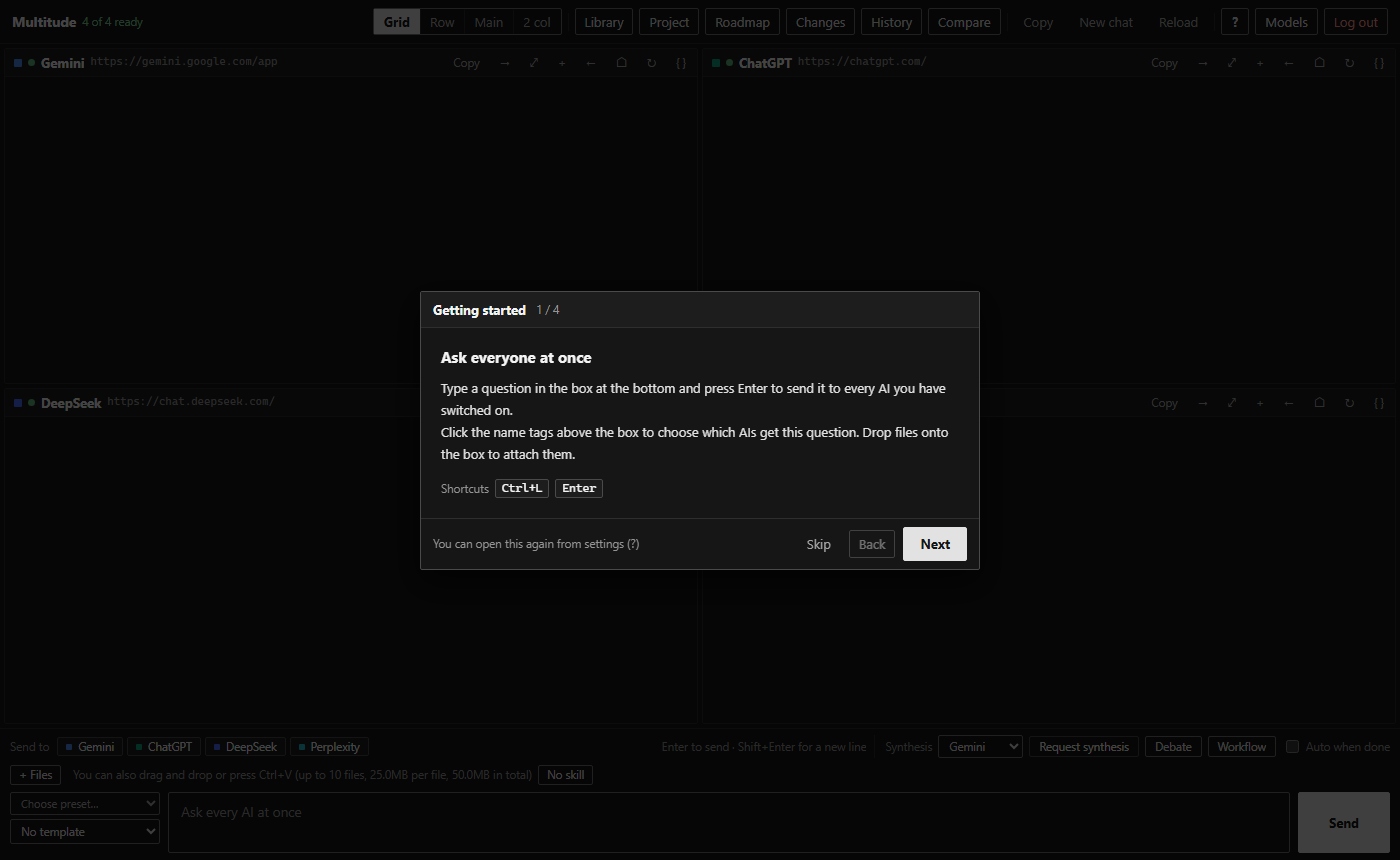 Multitude 4 of 4 ready Grid Row Main 2 col Library Project Roadmap Changes History Compare Copy New chat Reload ? Models Log out
Gemini https://gemini.google.com/app Copy → ⤢ + ← ↻ { }
ChatGPT https://chatgpt.com/ Copy → ⤢ + ← ↻ { }
Getting started 1 / 4
Ask everyone at once
Type a question in the box at the bottom and press Enter to send it to every AI you have
switched on.
Click the name tags above the box to choose which AIs get this question. Drop files onto
the box to attach them.
Shortcuts Ctrl+L Enter
You can open this again from settings (?) Skip Back Next
DeepSeek https://chat.deepseek.com/
Copy → ⤢ + ← ↻ { }
Send to Gemini ChatGPT DeepSeek Perplexity Enter to send · Shift+Enter for a new line Synthesis Gemini Request synthesis Debate Workflow Auto when done
+ Files You can also drag and drop or press Ctrl+V (up to 10 files, 25.0MB per file, 50.0MB in total) No skill
Choose preset...
No template
Ask every AI at once
Send